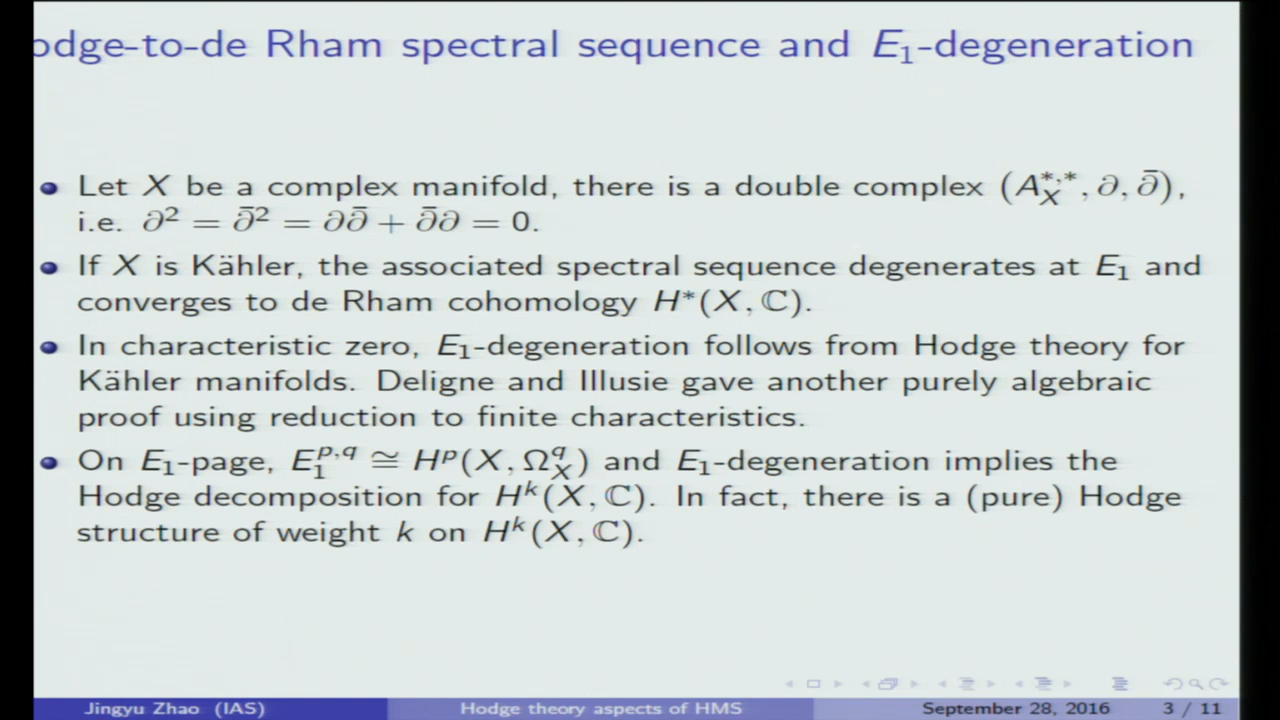 odge-to-de Rham spectral sequence and E₁-degeneration
Let X be a complex manifold, there is a double complex (A_X^{*,*}, ∂, ∂̄),
i.e. ∂² = ∂̄² = ∂∂̄ + ∂̄∂ = 0.
If X is Kähler, the associated spectral sequence degenerates at E₁ and
converges to de Rham cohomology H*(X, ℂ).
In characteristic zero, E₁-degeneration follows from Hodge theory for
Kähler manifolds. Deligne and Illusie gave another purely algebraic
proof using reduction to finite characteristics.
On E₁-page, E₁^{p,q} ≅ H^p(X, Ω_X^q) and E₁-degeneration implies the
Hodge decomposition for H^k(X, ℂ). In fact, there is a (pure) Hodge
structure of weight k on H^k(X, ℂ).
Jingyu Zhao (IAS) Hodge theory aspects of HMS September 28, 2016 3 / 11